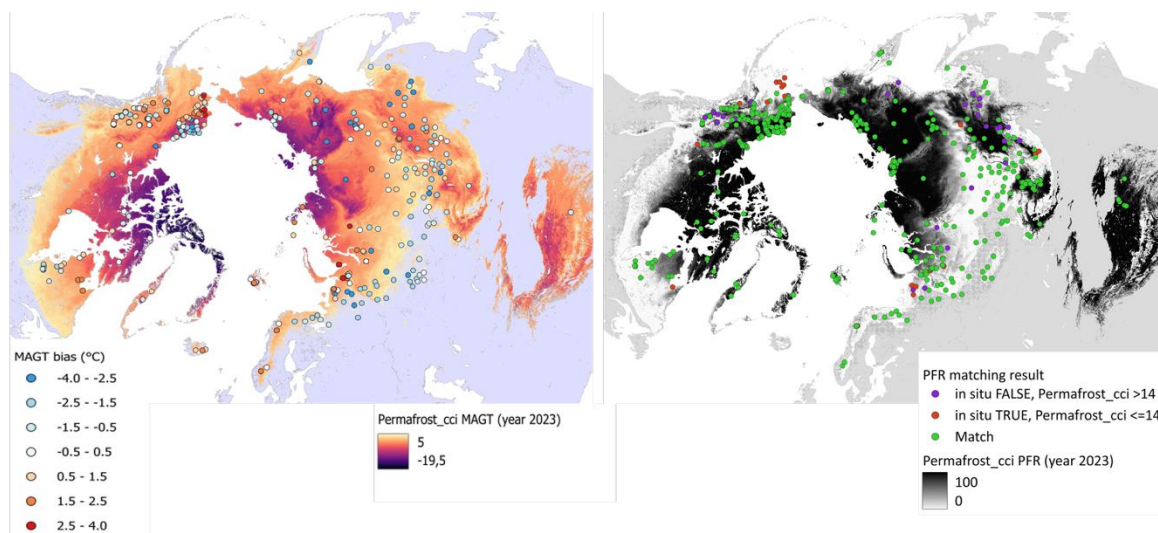 MAGT bias (°C)
-4.0 - -2.5
-2.5 - -1.5
-1.5 - -0.5
-0.5 - 0.5
0.5 - 1.5
1.5 - 2.5
2.5 - 4.0
Permafrost_cci MAGT (year 2023)
5
-19,5
PFR matching result
in situ FALSE, Permafrost_cci >14
in situ TRUE, Permafrost_cci <=14
Match
Permafrost_cci PFR (year 2023)
100
0